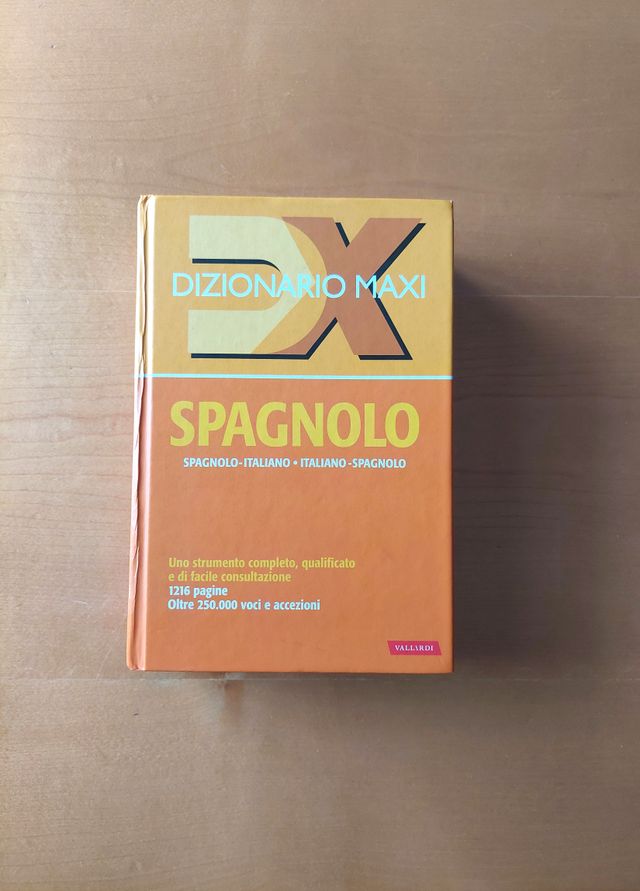 DIZIONARIO MAXI
SPAGNOLO
SPAGNOLO-ITALIANO • ITALIANO-SPAGNOLO
Uno strumento completo, qualificato
e di facile consultazione
1216 pagine
Oltre 250.000 voci e accezioni
VALLARDI